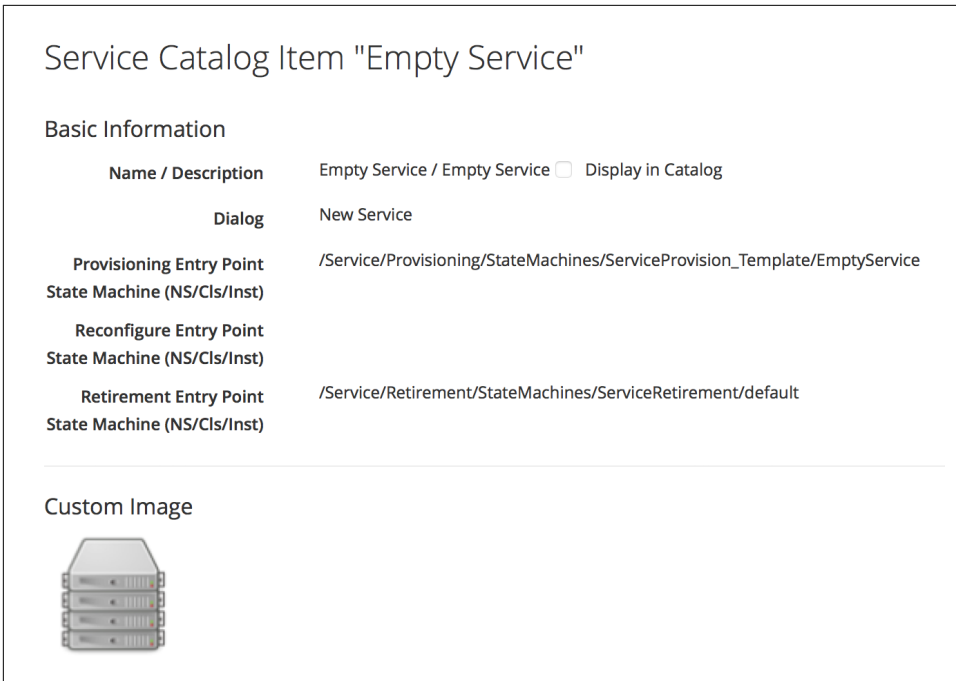 Service Catalog Item "Empty Service"
Basic Information
Name / Description Empty Service / Empty Service Display in Catalog
Dialog New Service
Provisioning Entry Point /Service/Provisioning/StateMachines/ServiceProvision_Template/EmptyService
State Machine (NS/Cls/Inst)
Reconfigure Entry Point
State Machine (NS/Cls/Inst)
Retirement Entry Point /Service/Retirement/StateMachines/ServiceRetirement/default
State Machine (NS/Cls/Inst)
Custom Image